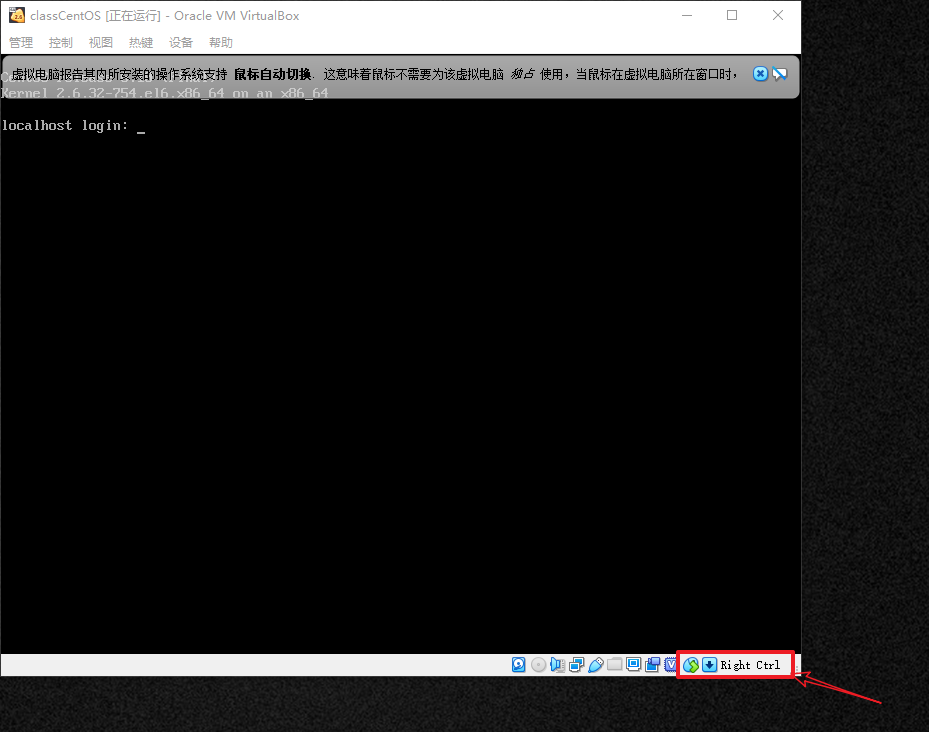 classCentOS [正在运行] - Oracle VM VirtualBox
管理 控制 视图 热键 设备 帮助
虚拟电脑报告其内所安装的操作系统支持 鼠标自动切换. 这意味着鼠标不需要为该虚拟电脑 独占 使用，当鼠标在虚拟电脑所在窗口时，
Kernel 2.6.32-754.el6.x86_64 on an x86_64
localhost login: _
Right Ctrl